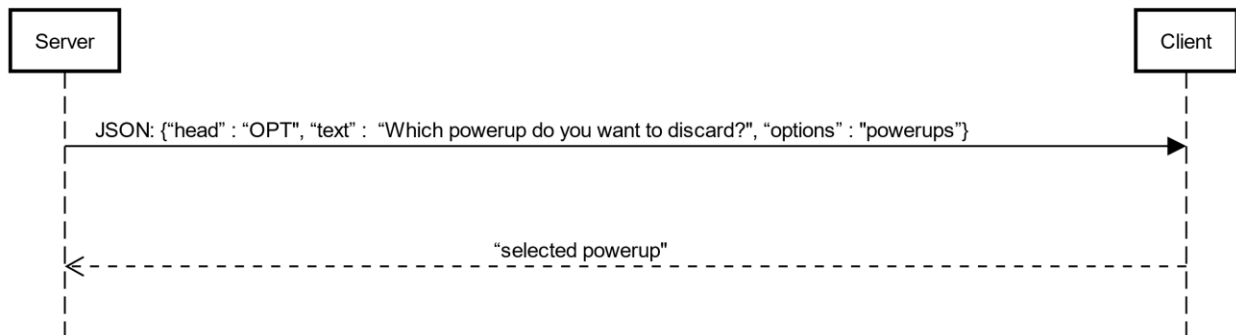 Server
Client
JSON: {“head” : “OPT", “text” :  “Which powerup do you want to discard?", “options” : "powerups”}
“selected powerup"